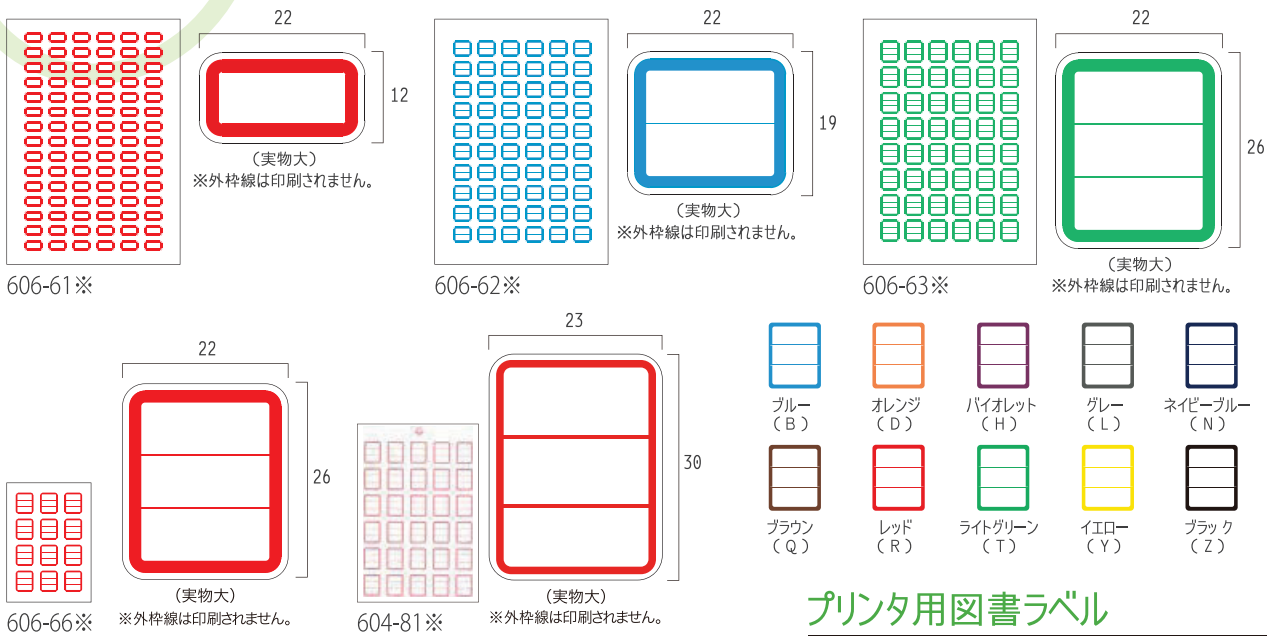 22
12
(実物大)
※外枠線は印刷されません。
606-61※
22
19
(実物大)
※外枠線は印刷されません。
606-62※
22
26
(実物大)
※外枠線は印刷されません。
606-63※
22
26
(実物大)
※外枠線は印刷されません。
606-66※
23
30
(実物大)
※外枠線は印刷されません。
604-81※
ブルー
(B)
オレンジ
(D)
バイオレット
(H)
グレー
(L)
ネイビーブルー
(N)
ブラウン
(Q)
レッド
(R)
ライトグリーン
(T)
イエロー
(Y)
ブラック
(Z)
プリンタ用図書ラベル